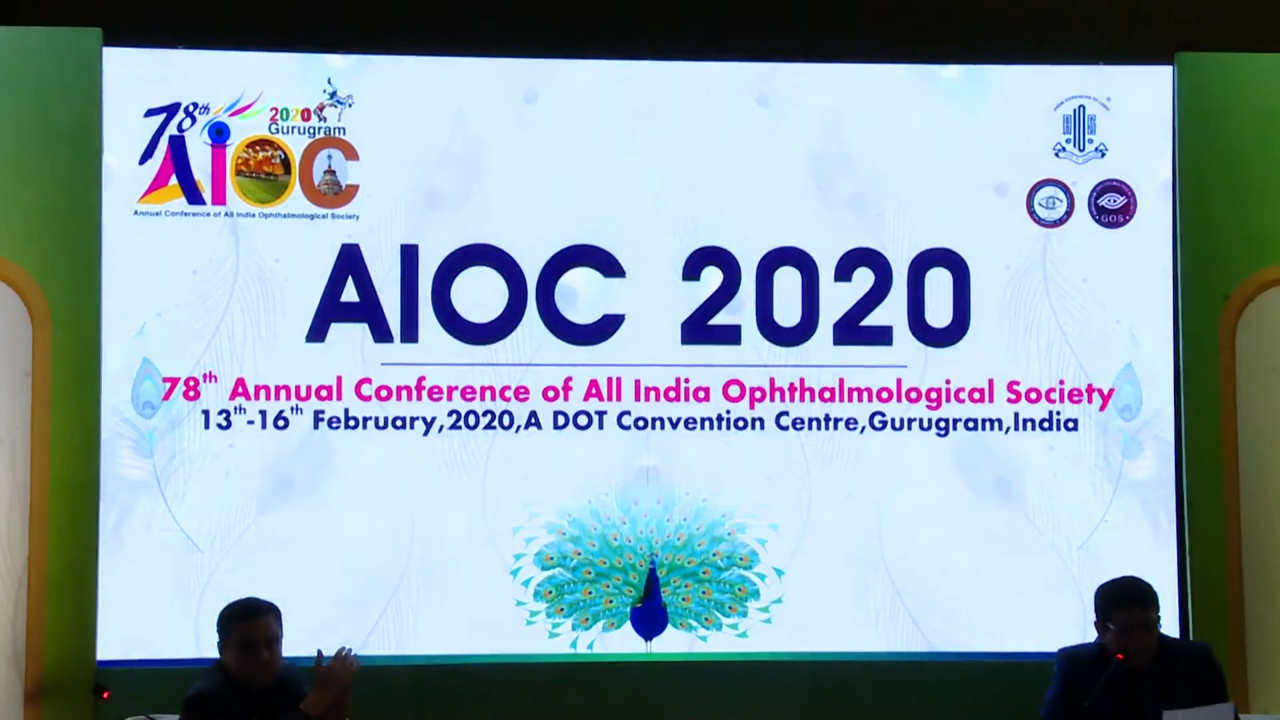 78th
2020
Gurugram
AIOC
Annual Conference of All India Ophthalmological Society
GOS
AIOC 2020
78th Annual Conference of All India Ophthalmological Society
13th-16th February,2020,A DOT Convention Centre,Gurugram,India